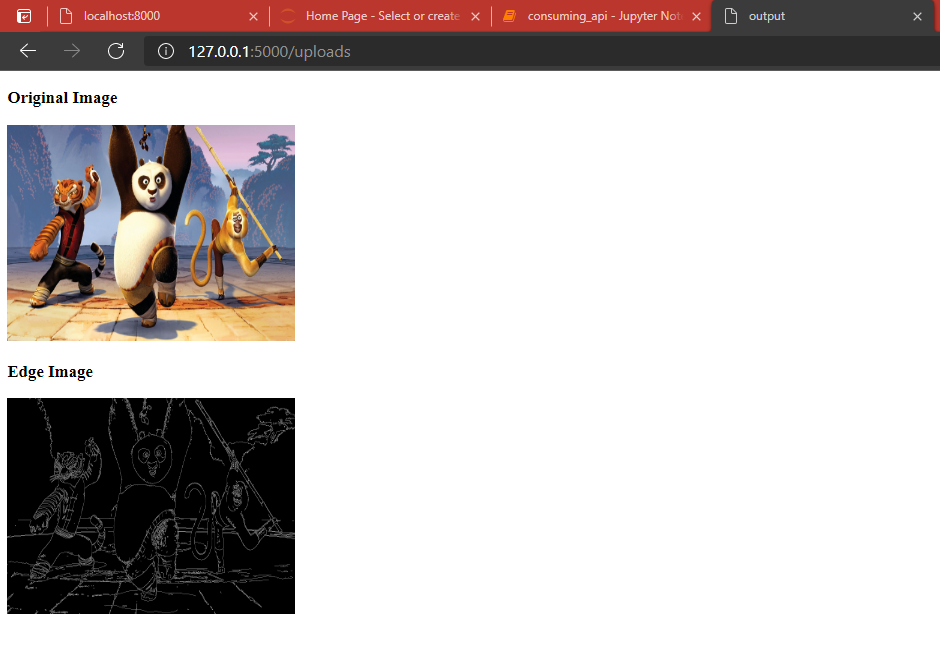 localhost:8000
Home Page - Select or create
consuming_api - Jupyter Not
output
127.0.0.1:5000/uploads
Original Image
Edge Image